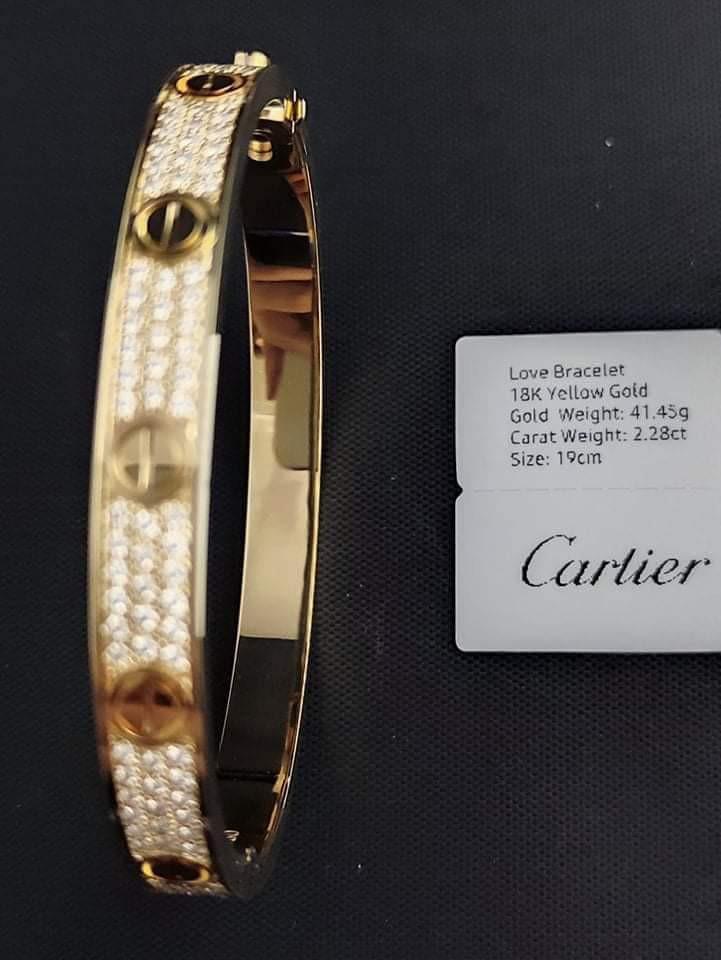 Love Bracelet
18K Yellow Gold
Gold Weight: 41.45g
Carat Weight: 2.28ct
Size: 19cm
Cartier